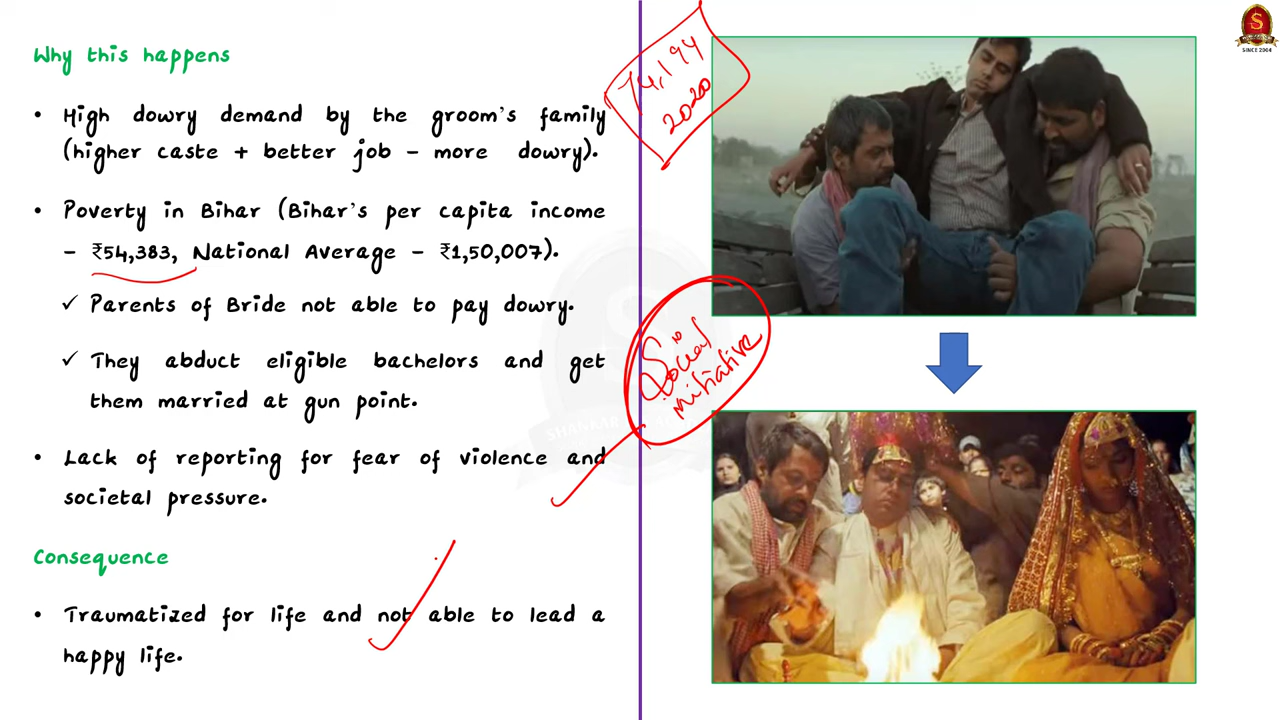 Why this happens
• High dowry demand by the groom's family
(higher caste + better job – more dowry).
• Poverty in Bihar (Bihar's per capita income
– ₹54,383, National Average – ₹1,50,007).
✓ Parents of Bride not able to pay dowry.
✓ They abduct eligible bachelors and get
them married at gun point.
• Lack of reporting for fear of violence and
societal pressure.
Consequence
• Traumatized for life and not able to lead a
happy life.
74,194
2020
Social
initiative
S
SINCE 2004